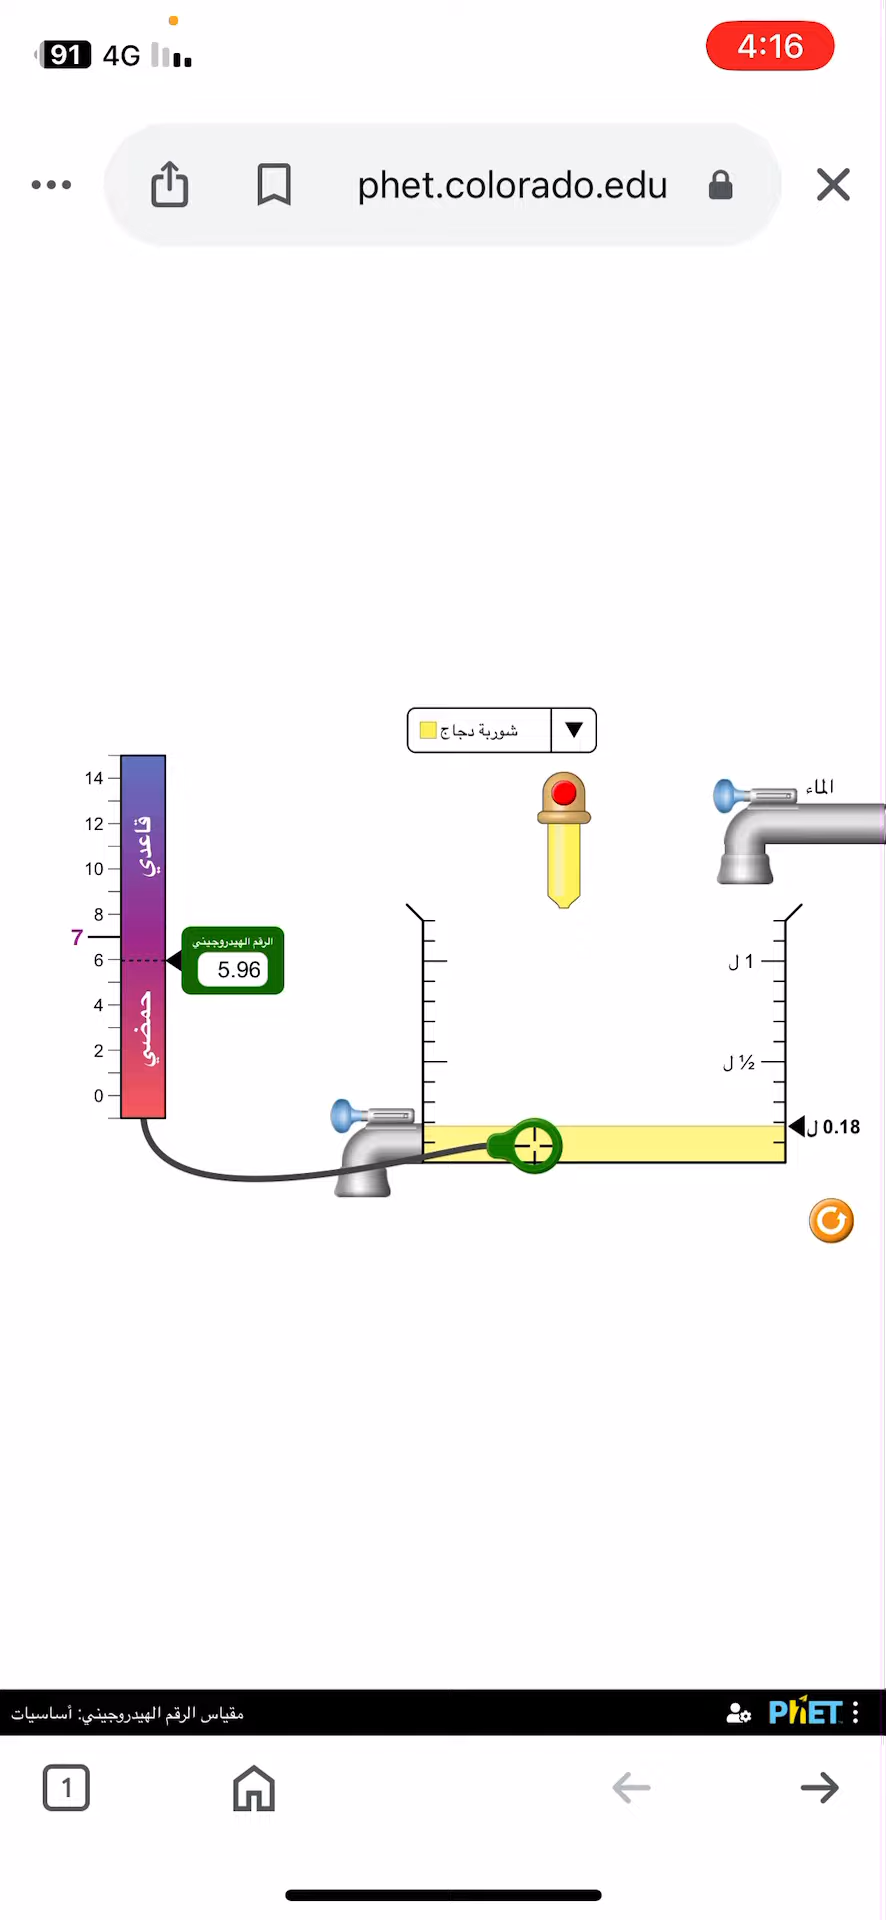 91 4G 4:16
phet.colorado.edu
شوربة دجاج
الماء
14
12
10
8
7
6
4
2
0
قاعدي
حمضي
الرقم الهيدروجيني
5.96
1 ل
½ ل
0.18 ل
مقياس الرقم الهيدروجيني: أساسيات
PhET
1